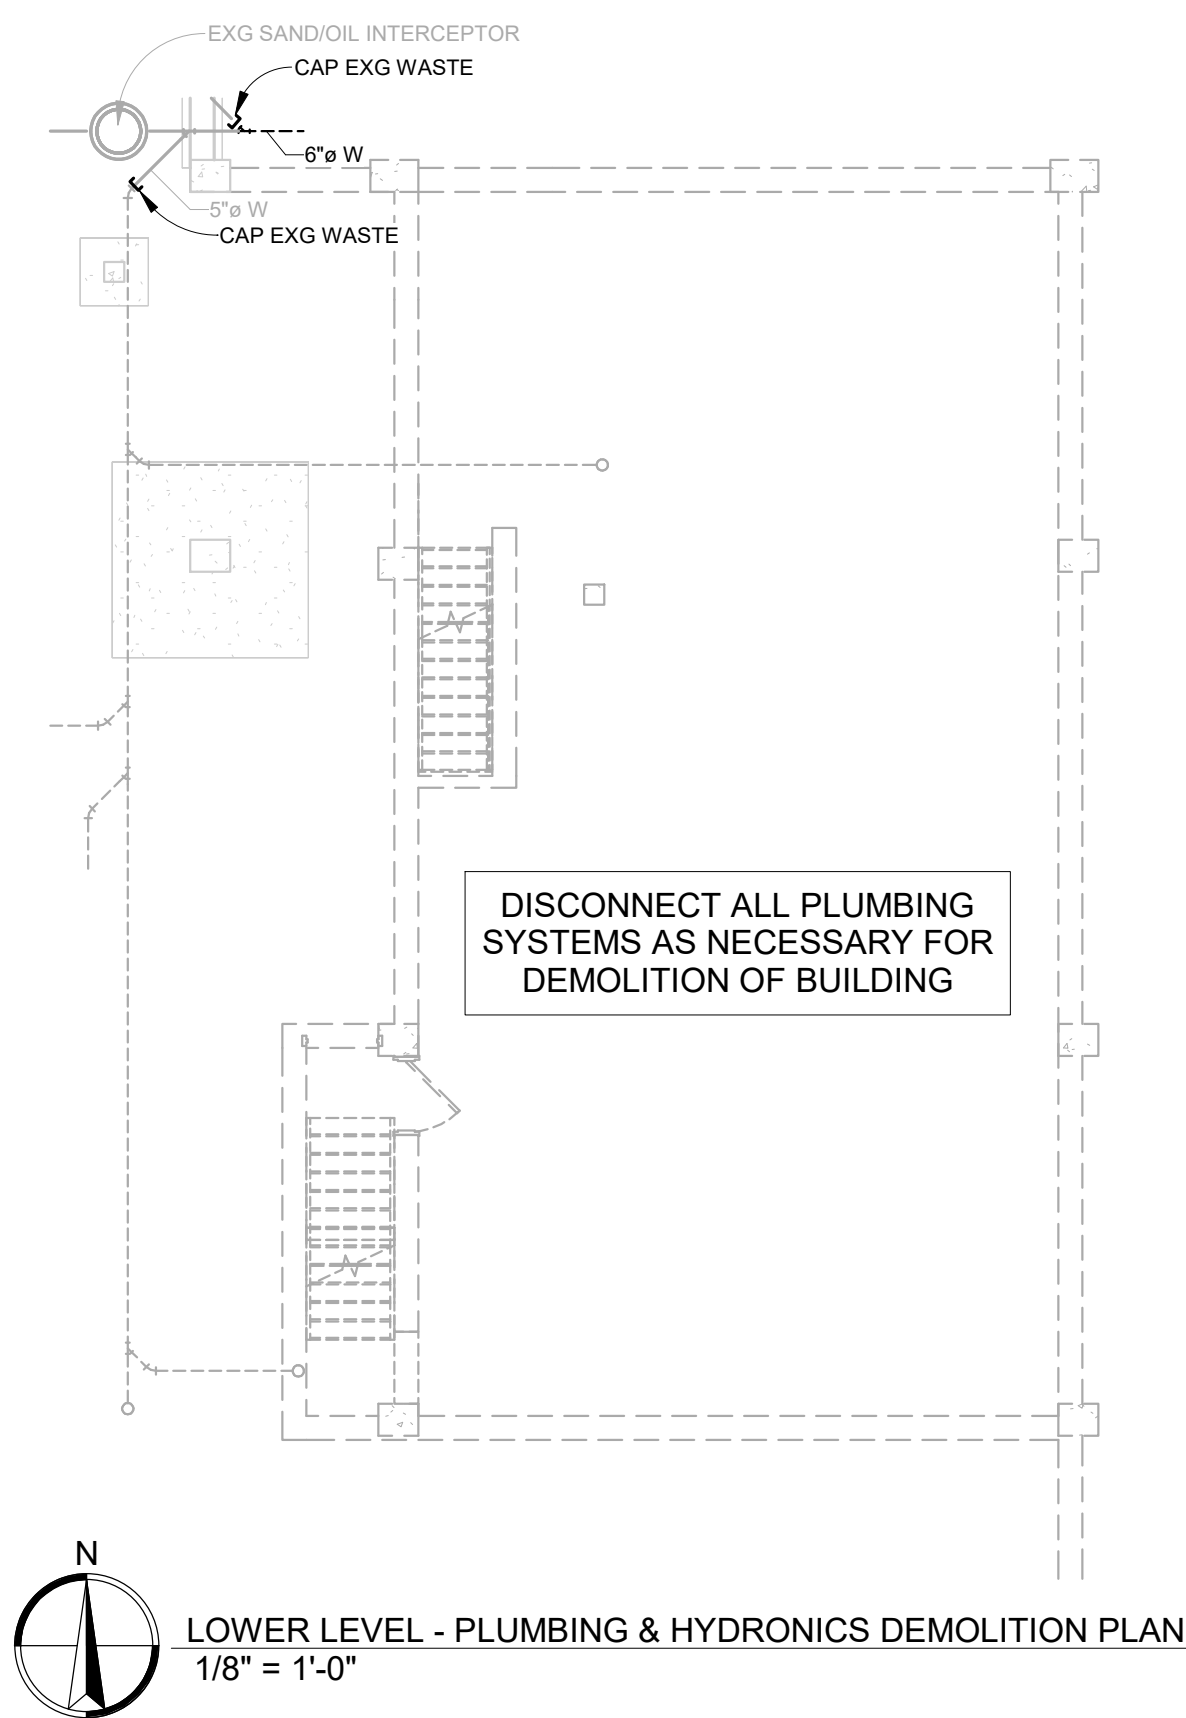 EXG SAND/OIL INTERCEPTOR
CAP EXG WASTE
6"ø W
5"ø W
CAP EXG WASTE
DISCONNECT ALL PLUMBING
SYSTEMS AS NECESSARY FOR
DEMOLITION OF BUILDING
N
LOWER LEVEL - PLUMBING & HYDRONICS DEMOLITION PLAN
1/8" = 1'-0"